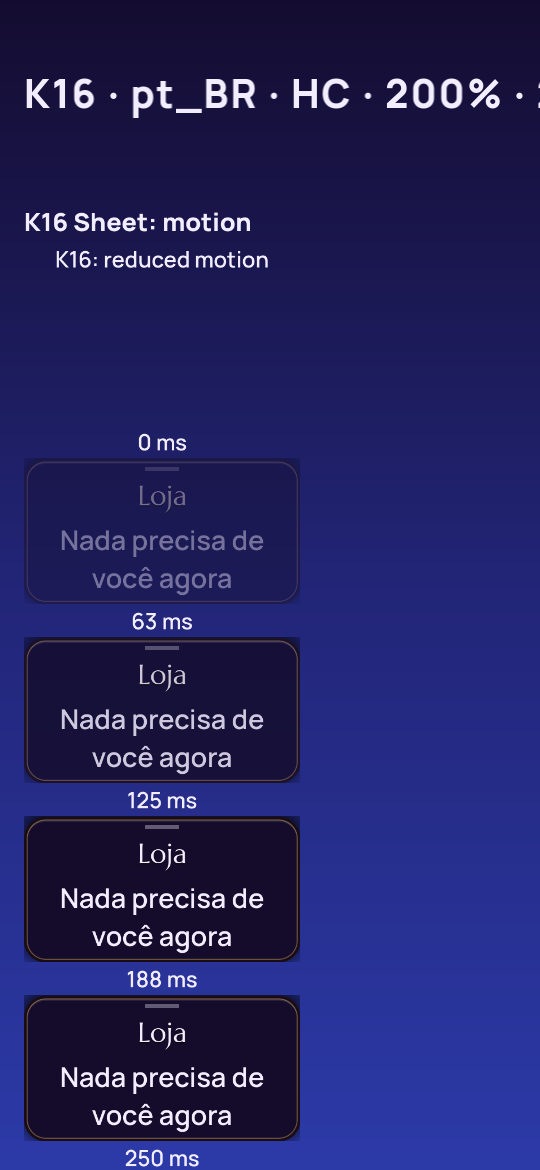 K16 · pt_BR · HC · 200% ·
K16 Sheet: motion
K16: reduced motion
0 ms
Loja
Nada precisa de
você agora
63 ms
Loja
Nada precisa de
você agora
125 ms
Loja
Nada precisa de
você agora
188 ms
Loja
Nada precisa de
você agora
250 ms